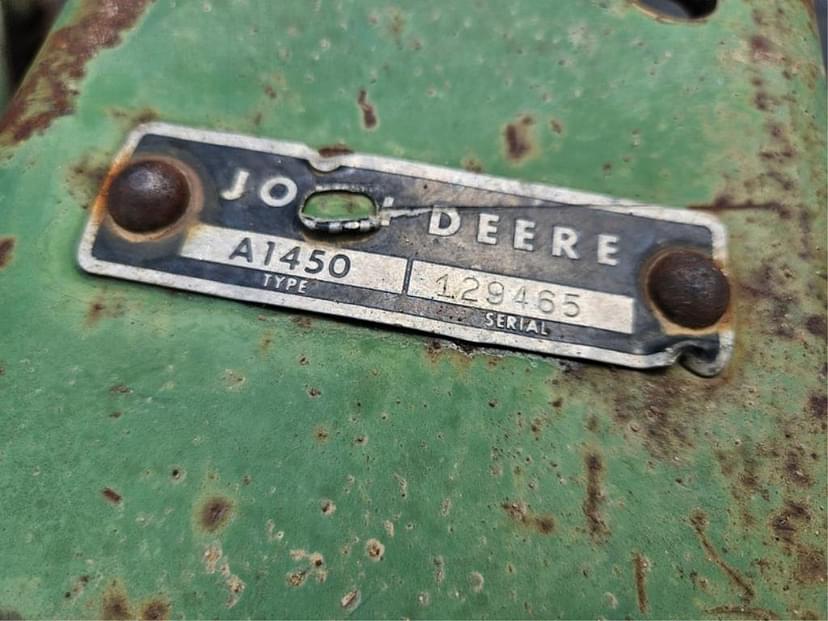 JO DEERE
A1450 129465
TYPE SERIAL